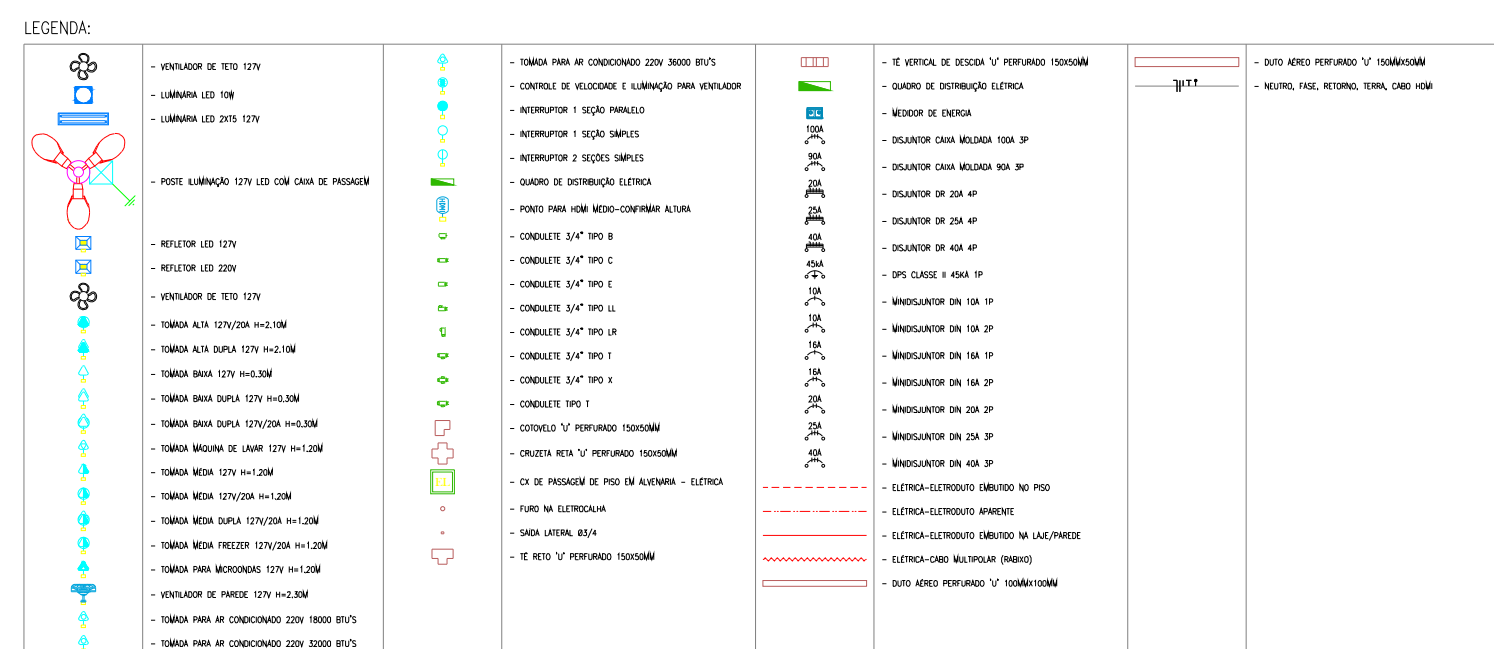 LEGENDA:
- VENTILADOR DE TETO 127V
- LUMINÁRIA LED 10W
- LUMINÁRIA LED 2XT5 127V
- POSTE ILUMINAÇÃO 127V LED COM CAIXA DE PASSAGEM
- REFLETOR LED 127V
- REFLETOR LED 220V
- VENTILADOR DE TETO 127V
- TOMADA ALTA 127V/20A H=2.10M
- TOMADA ALTA DUPLA 127V H=2.10M
- TOMADA BAIXA 127V H=0.30M
- TOMADA BAIXA DUPLA 127V H=0.30M
- TOMADA BAIXA DUPLA 127V/20A H=0.30M
- TOMADA MÁQUINA DE LAVAR 127V H=1.20M
- TOMADA MÉDIA 127V H=1.20M
- TOMADA MÉDIA 127V/20A H=1.20M
- TOMADA MÉDIA DUPLA 127V/20A H=1.20M
- TOMADA MÉDIA FREEZER 127V/20A H=1.20M
- TOMADA PARA MICROONDAS 127V H=1.20M
- VENTILADOR DE PAREDE 127V H=2.30M
- TOMADA PARA AR CONDICIONADO 220V 18000 BTU'S
- TOMADA PARA AR CONDICIONADO 220V 32000 BTU'S
- TOMADA PARA AR CONDICIONADO 220V 36000 BTU'S
- CONTROLE DE VELOCIDADE E ILUMINAÇÃO PARA VENTILADOR
- INTERRUPTOR 1 SEÇÃO PARALELO
- INTERRUPTOR 1 SEÇÃO SIMPLES
- INTERRUPTOR 2 SEÇÕES SIMPLES
- QUADRO DE DISTRIBUIÇÃO ELÉTRICA
HDMI - PONTO PARA HDMI MÉDIO-CONFIRMAR ALTURA
- CONDULETE 3/4" TIPO B
- CONDULETE 3/4" TIPO C
- CONDULETE 3/4" TIPO E
- CONDULETE 3/4" TIPO LL
- CONDULETE 3/4" TIPO LR
- CONDULETE 3/4" TIPO T
- CONDULETE 3/4" TIPO X
- CONDULETE TIPO T
- COTOVELO "U" PERFURADO 150X50MM
- CRUZETA RETA "U" PERFURADO 150X50MM
EL - CX DE PASSAGEM DE PISO EM ALVENARIA - ELÉTRICA
- FURO NA ELETROCALHA
- SAÍDA LATERAL Ø3/4
- TÊ RETO "U" PERFURADO 150X50MM
- TÊ VERTICAL DE DESCIDA "U" PERFURADO 150X50MM
- QUADRO DE DISTRIBUIÇÃO ELÉTRICA
- MEDIDOR DE ENERGIA
100A - DISJUNTOR CAIXA MOLDADA 100A 3P
90A - DISJUNTOR CAIXA MOLDADA 90A 3P
20A - DISJUNTOR DR 20A 4P
25A - DISJUNTOR DR 25A 4P
40A - DISJUNTOR DR 40A 4P
45kA - DPS CLASSE II 45KA 1P
10A - MINIDISJUNTOR DIN 10A 1P
10A - MINIDISJUNTOR DIN 10A 2P
16A - MINIDISJUNTOR DIN 16A 1P
16A - MINIDISJUNTOR DIN 16A 2P
20A - MINIDISJUNTOR DIN 20A 2P
25A - MINIDISJUNTOR DIN 25A 3P
40A - MINIDISJUNTOR DIN 40A 3P
- ELÉTRICA-ELETRODUTO EMBUTIDO NO PISO
- ELÉTRICA-ELETRODUTO APARENTE
- ELÉTRICA-ELETRODUTO EMBUTIDO NA LAJE/PAREDE
- ELÉTRICA-CABO MULTIPOLAR (RABIXO)
- DUTO AÉREO PERFURADO "U" 100MMX100MM
- DUTO AÉREO PERFURADO "U" 150MMX50MM
- NEUTRO, FASE, RETORNO, TERRA, CABO HDMI